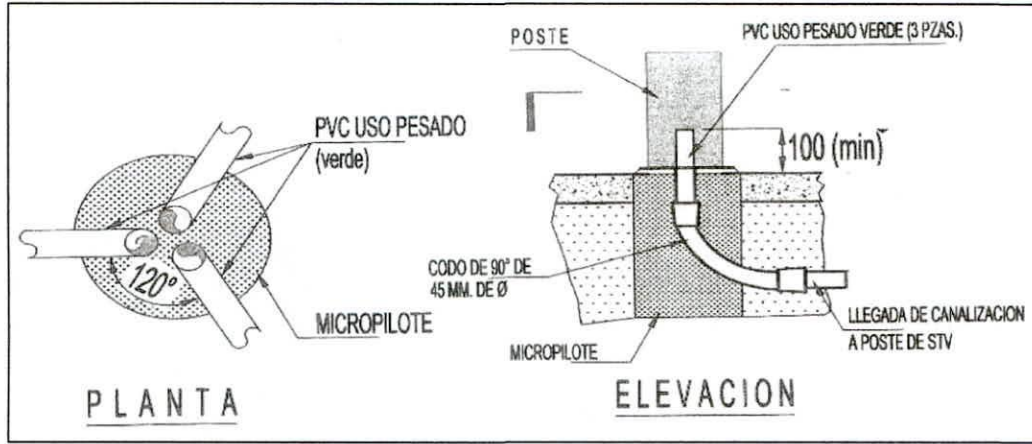 PVC USO PESADO
(verde)
120°
MICROPILOTE
PLANTA
POSTE
PVC USO PESADO VERDE (3 PZAS.)
100 (min)
CODO DE 90° DE
45 MM. DE Ø
MICROPILOTE
LLEGADA DE CANALIZACION
A POSTE DE STV
ELEVACION